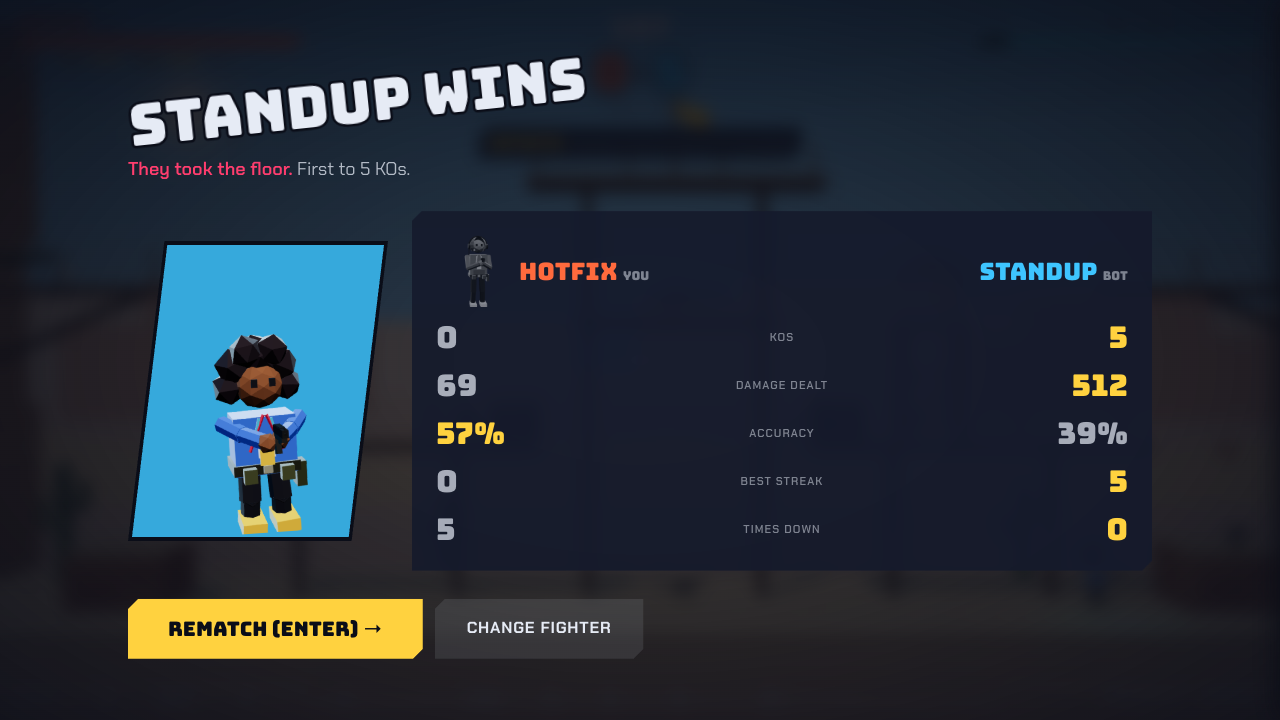 STANDUP WINS
They took the floor. First to 5 KOs.
HOTFIX YOU STANDUP BOT
0 KOS 5
69 DAMAGE DEALT 512
57% ACCURACY 39%
0 BEST STREAK 5
5 TIMES DOWN 0
REMATCH (ENTER) → CHANGE FIGHTER